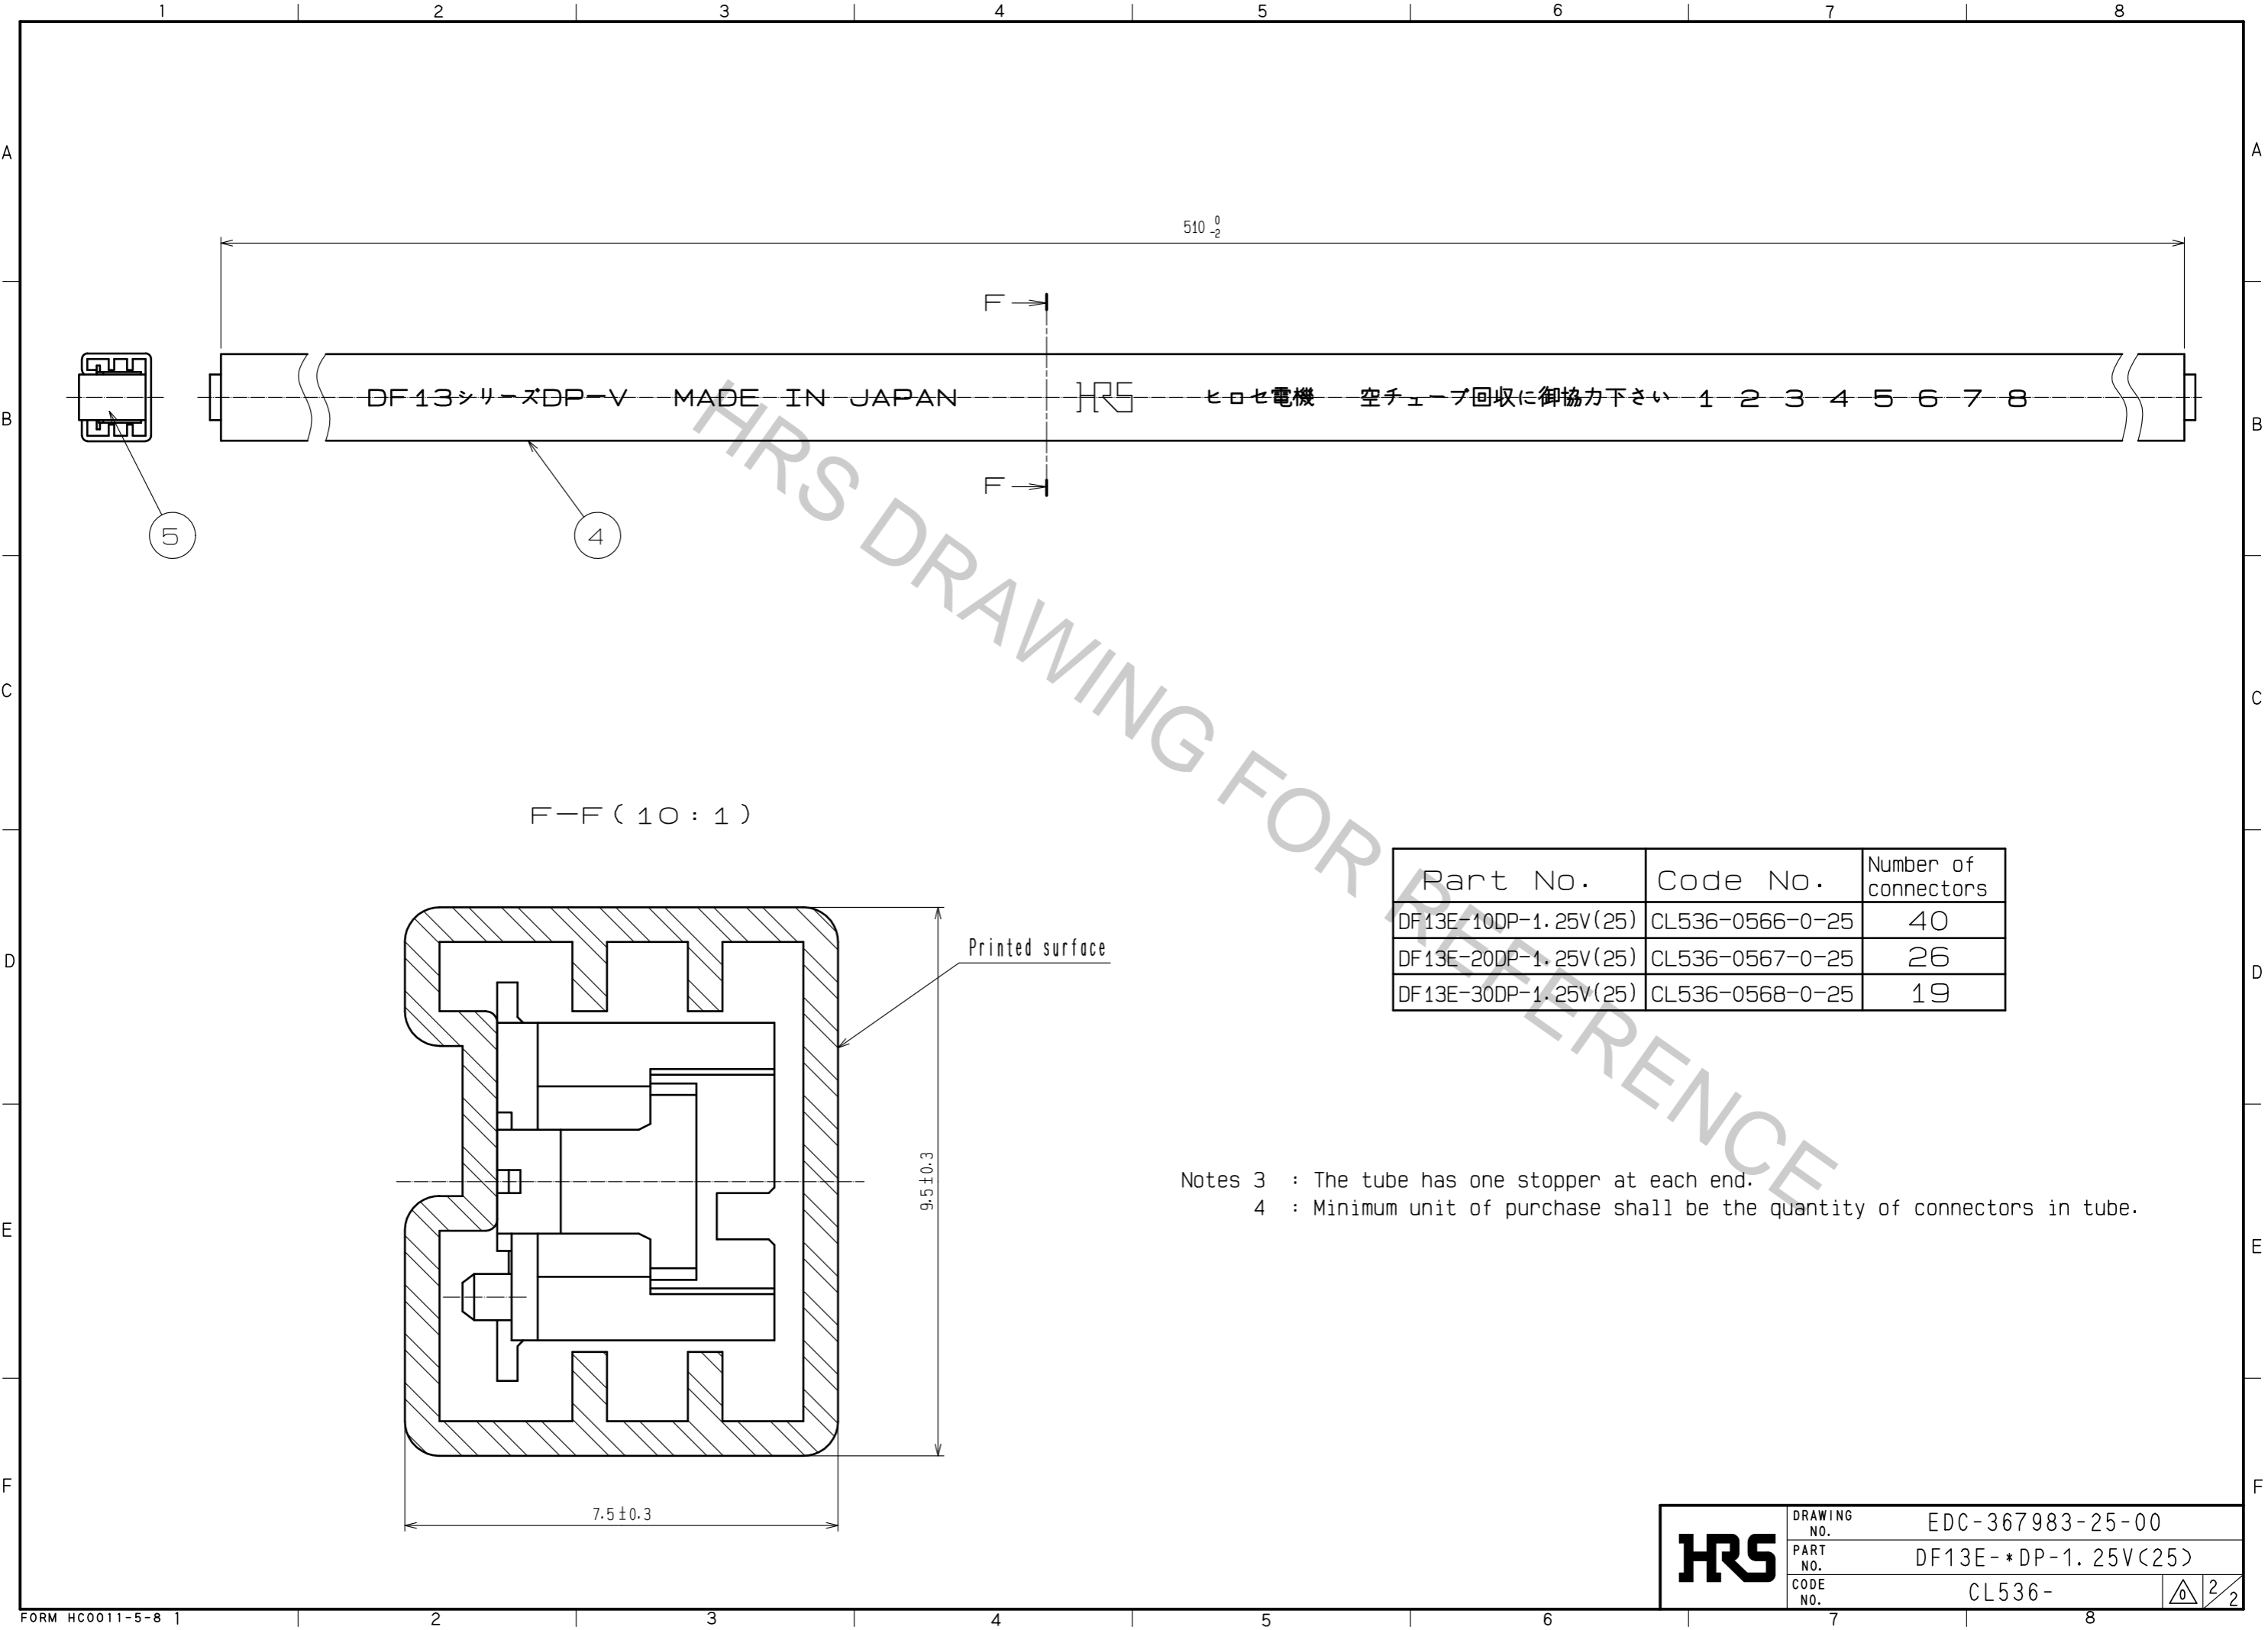 1 2 3 4 5 6 7 8
A A
510 0 -2
F
DF13シリーズDP-V MADE IN JAPAN HRS ヒロセ電機 空チューブ回収に御協力下さい 1 2 3 4 5 6 7 8
B B
F
5 4
HRS DRAWING FOR REFERENCE
C C
F-F(10:1)
Part No. Code No. Number of connectors
DF13E-10DP-1.25V(25) CL536-0566-0-25 40
DF13E-20DP-1.25V(25) CL536-0567-0-25 26
DF13E-30DP-1.25V(25) CL536-0568-0-25 19
Printed surface
D D
9.5±0.3
Notes 3 : The tube has one stopper at each end.
4 : Minimum unit of purchase shall be the quantity of connectors in tube.
E E
F F
7.5±0.3
HRS
DRAWING NO. EDC-367983-25-00
PART NO. DF13E-*DP-1.25V(25)
CODE NO. CL536- 0 2/2
FORM HC0011-5-8 1 2 3 4 5 6 7 8